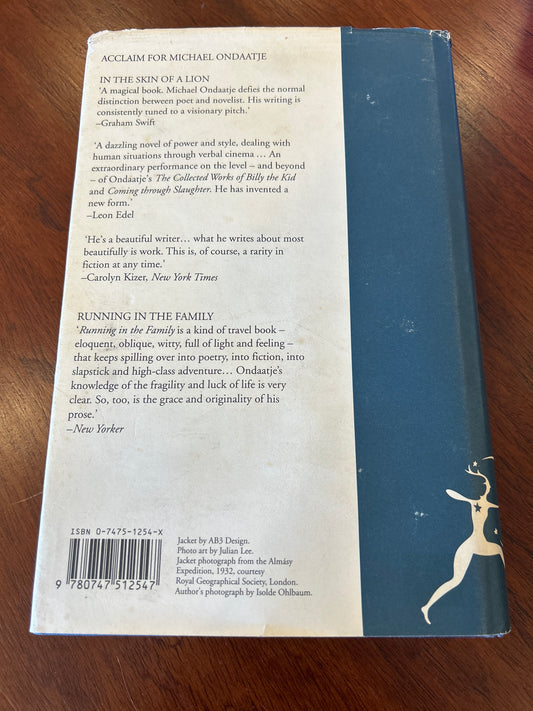 ACCLAIM FOR MICHAEL ONDAATJE
IN THE SKIN OF A LION
'A magical book. Michael Ondaatje defies the normal
distinction between poet and novelist. His writing is
consistently tuned to a visionary pitch.'
–Graham Swift
'A dazzling novel of power and style, dealing with
human situations through verbal cinema … An
extraordinary performance on the level – and beyond
– of Ondaatje's The Collected Works of Billy the Kid
and Coming through Slaughter. He has invented a
new form.'
–Leon Edel
'He's a beautiful writer… what he writes about most
beautifully is work. This is, of course, a rarity in
fiction at any time.'
–Carolyn Kizer, New York Times
RUNNING IN THE FAMILY
'Running in the Family is a kind of travel book –
eloquent, oblique, witty, full of light and feeling –
that keeps spilling over into poetry, into fiction, into
slapstick and high-class adventure… Ondaatje's
knowledge of the fragility and luck of life is very
clear. So, too, is the grace and originality of his
prose.'
–New Yorker
ISBN 0-7475-1254-X
9 780747 512547
Jacket by AB3 Design.
Photo art by Julian Lee.
Jacket photograph from the Almásy
Expedition, 1932, courtesy
Royal Geographical Society, London.
Author's photograph by Isolde Ohlbaum.